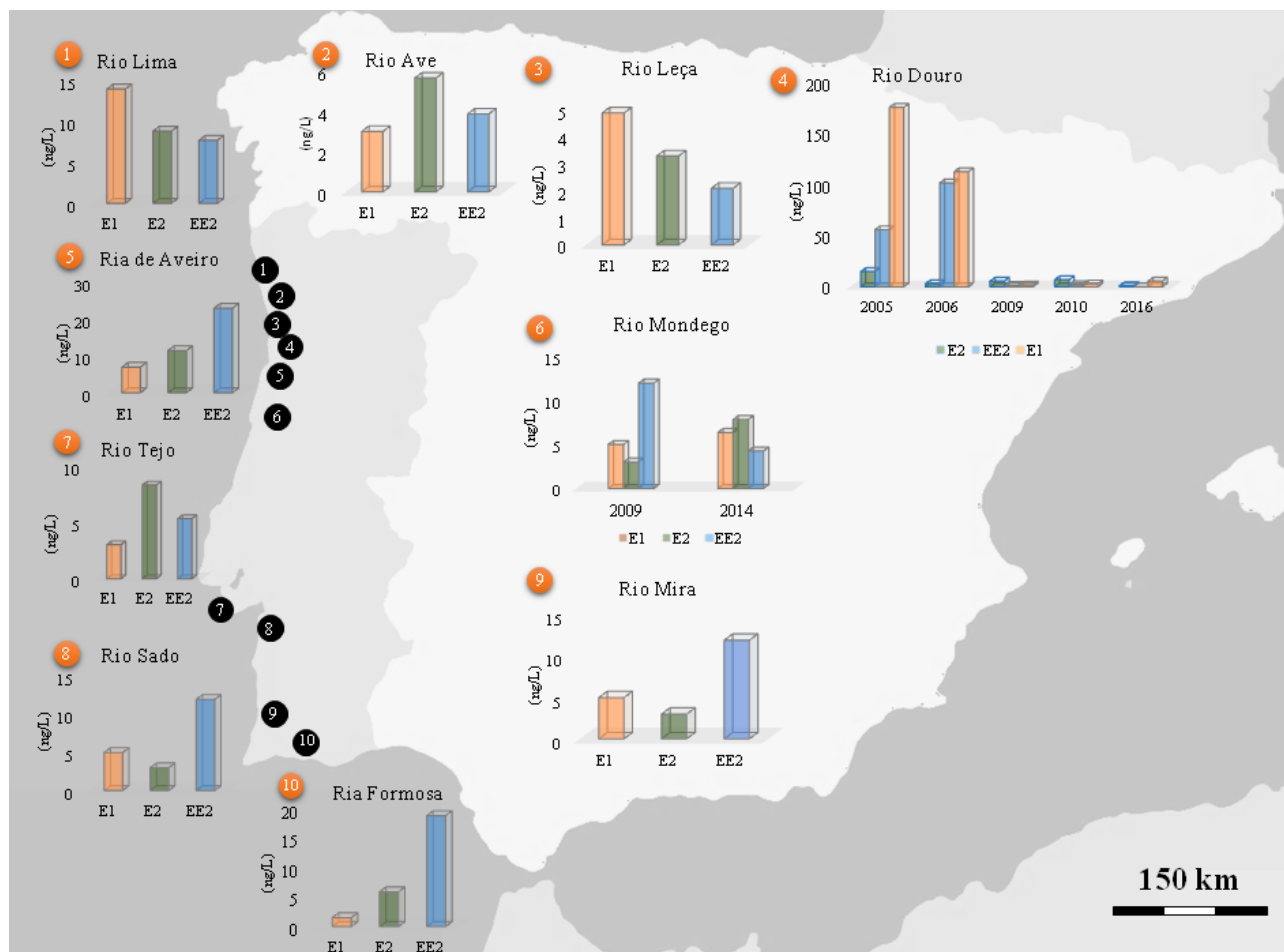 1
Rio Lima
15
10
5
0
(ng/L)
E1 E2 EE2
2
Rio Ave
6
4
2
0
(ng/L)
E1 E2 EE2
3
Rio Leça
5
4
3
2
1
0
(ng/L)
E1 E2 EE2
4
Rio Douro
200
150
100
50
0
(ng/L)
2005 2006 2009 2010 2016
E2 EE2 E1
5
Ria de Aveiro
30
20
10
0
(ng/L)
E1 E2 EE2
6
Rio Mondego
15
10
5
0
(ng/L)
2009 2014
E1 E2 EE2
7
Rio Tejo
10
5
0
(ng/L)
E1 E2 EE2
8
Rio Sado
15
10
5
0
(ng/L)
E1 E2 EE2
9
Rio Mira
15
10
5
0
(ng/L)
E1 E2 EE2
10
Ria Formosa
20
15
10
5
0
(ng/L)
E1 E2 EE2
1
2
3
4
5
6
7
8
9
10
150 km